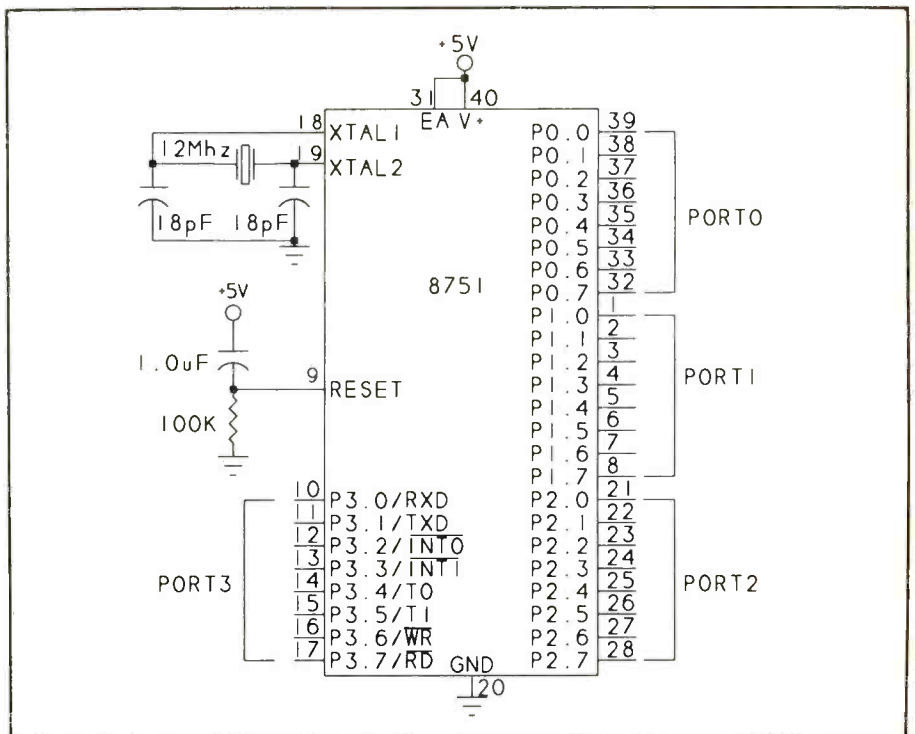 +5V
31 40
EA V+
18 XTAL1
12Mhz
19 XTAL2
18pF 18pF
+5V
1.0uF
9 RESET
100K
8751
P0.0 39
P0.1 38
P0.2 37
P0.3 36
P0.4 35
P0.5 34
P0.6 33
P0.7 32
PORT0
P1.0 1
P1.1 2
P1.2 3
P1.3 4
P1.4 5
P1.5 6
P1.6 7
P1.7 8
PORT1
10 P3.0/RXD
11 P3.1/TXD
12 P3.2/INT0
13 P3.3/INT1
14 P3.4/T0
15 P3.5/T1
16 P3.6/WR
17 P3.7/RD
PORT3
P2.0 21
P2.1 22
P2.2 23
P2.3 24
P2.4 25
P2.5 26
P2.6 27
P2.7 28
PORT2
GND
20